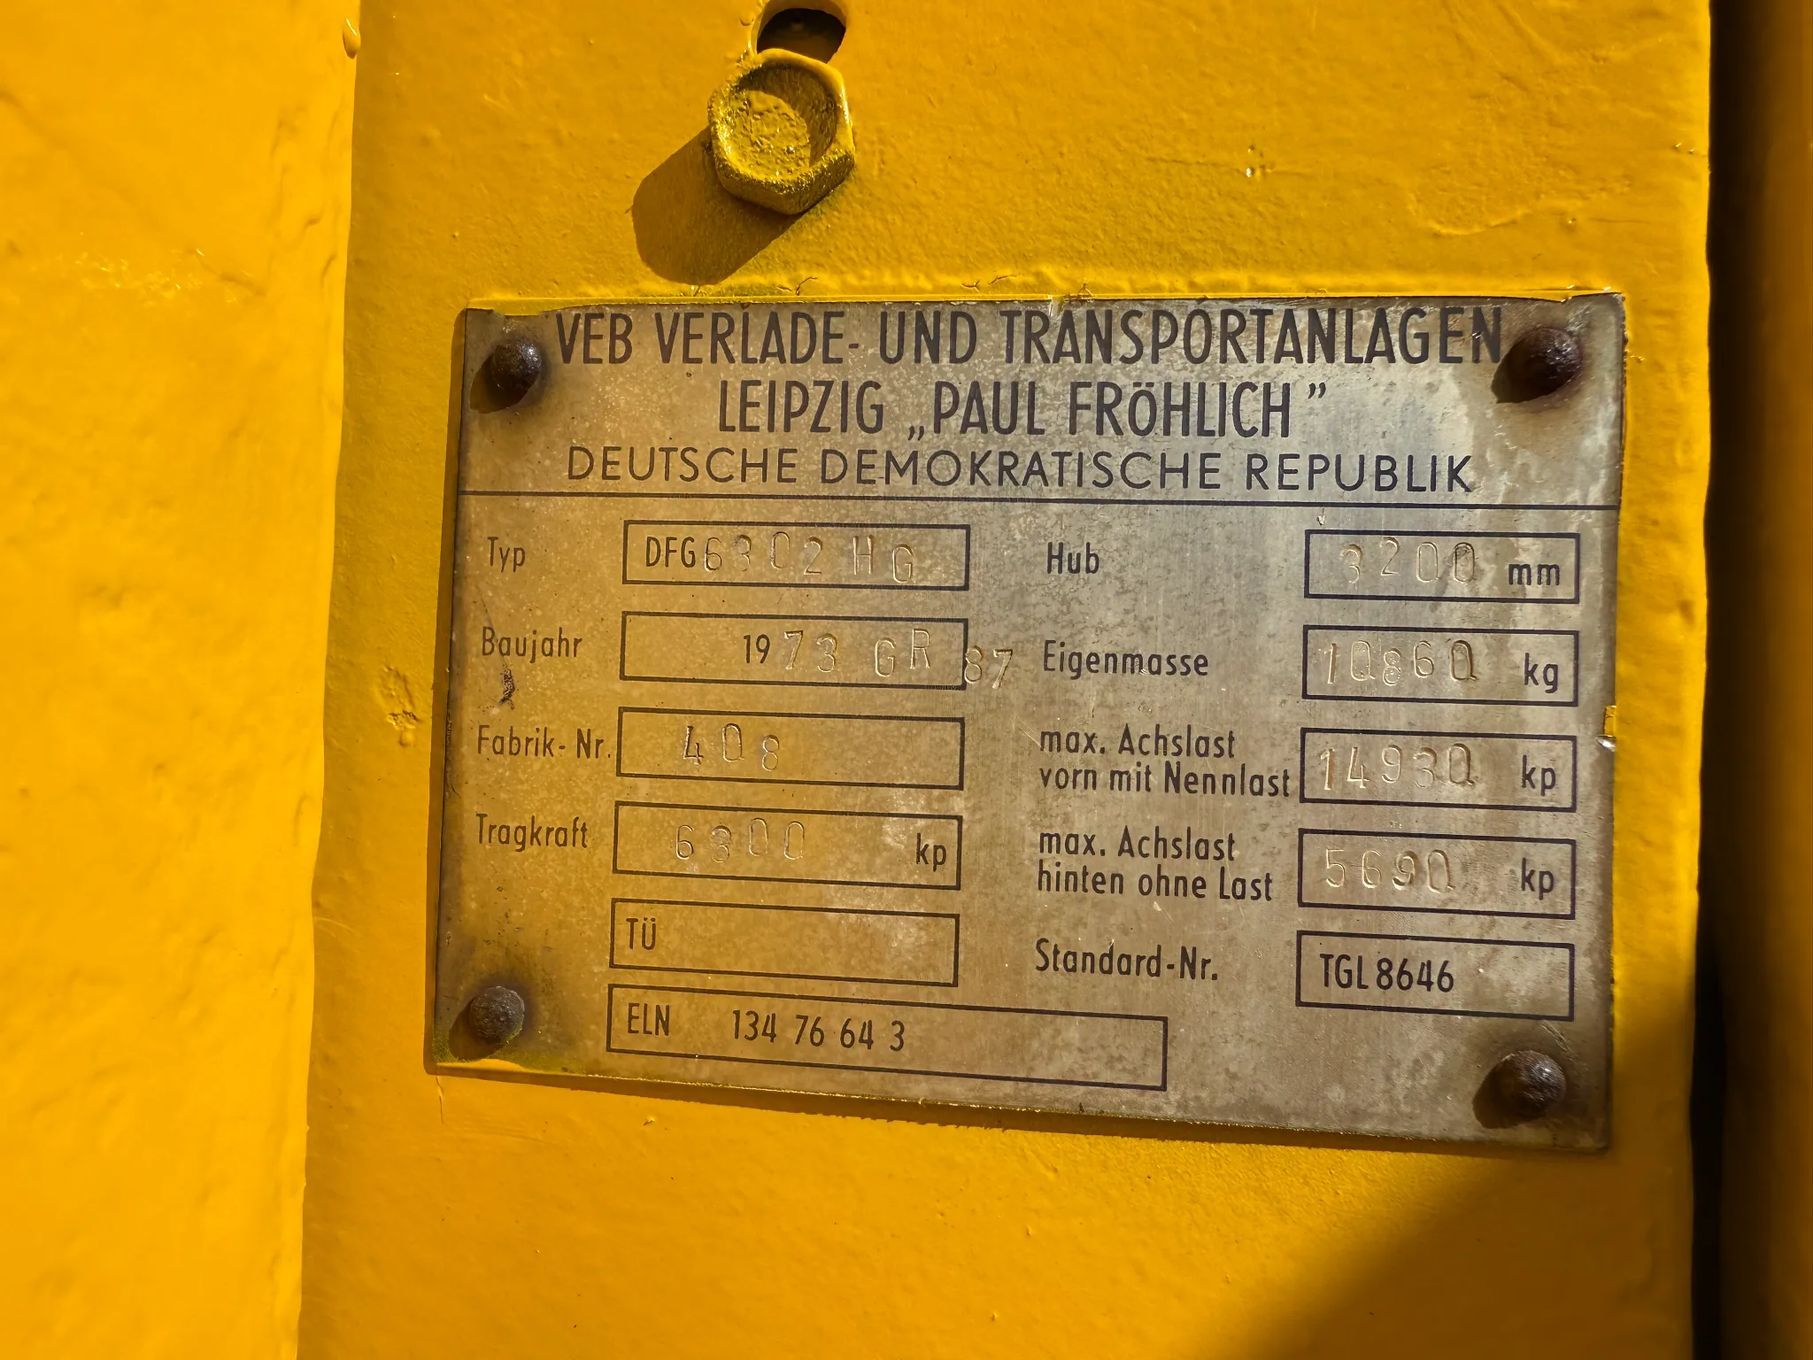 VEB VERLADE- UND TRANSPORTANLAGEN
LEIPZIG „PAUL FRÖHLICH”
DEUTSCHE DEMOKRATISCHE REPUBLIK
Typ DFG6302 HG
Baujahr 1973 GR 87
Fabrik-Nr. 408
Tragkraft 6300 kp
TÜ
ELN 134 76 64 3
Hub 3200 mm
Eigenmasse 10860 kg
max. Achslast
vorn mit Nennlast 14930 kp
max. Achslast
hinten ohne Last 5690 kp
Standard-Nr. TGL 8646